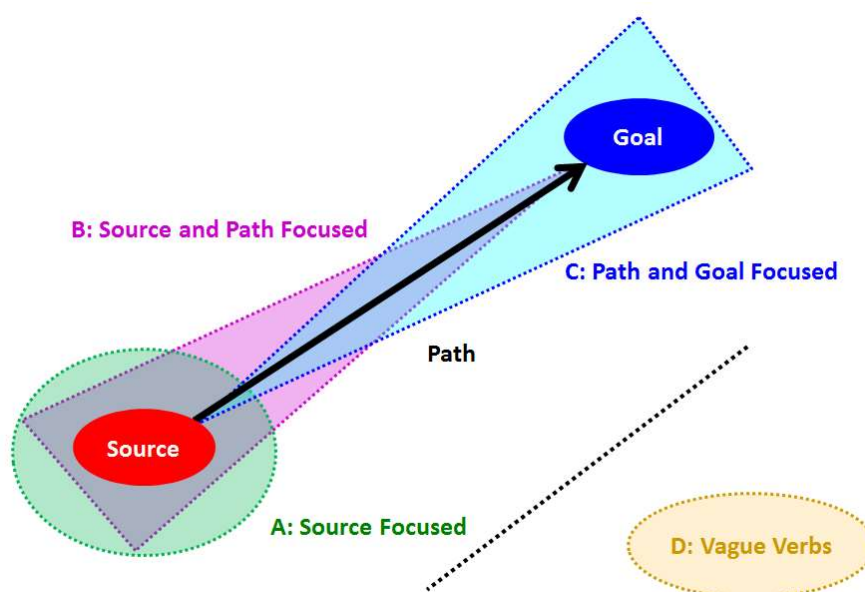 Goal
B: Source and Path Focused
C: Path and Goal Focused
Path
Source
A: Source Focused
D: Vague Verbs